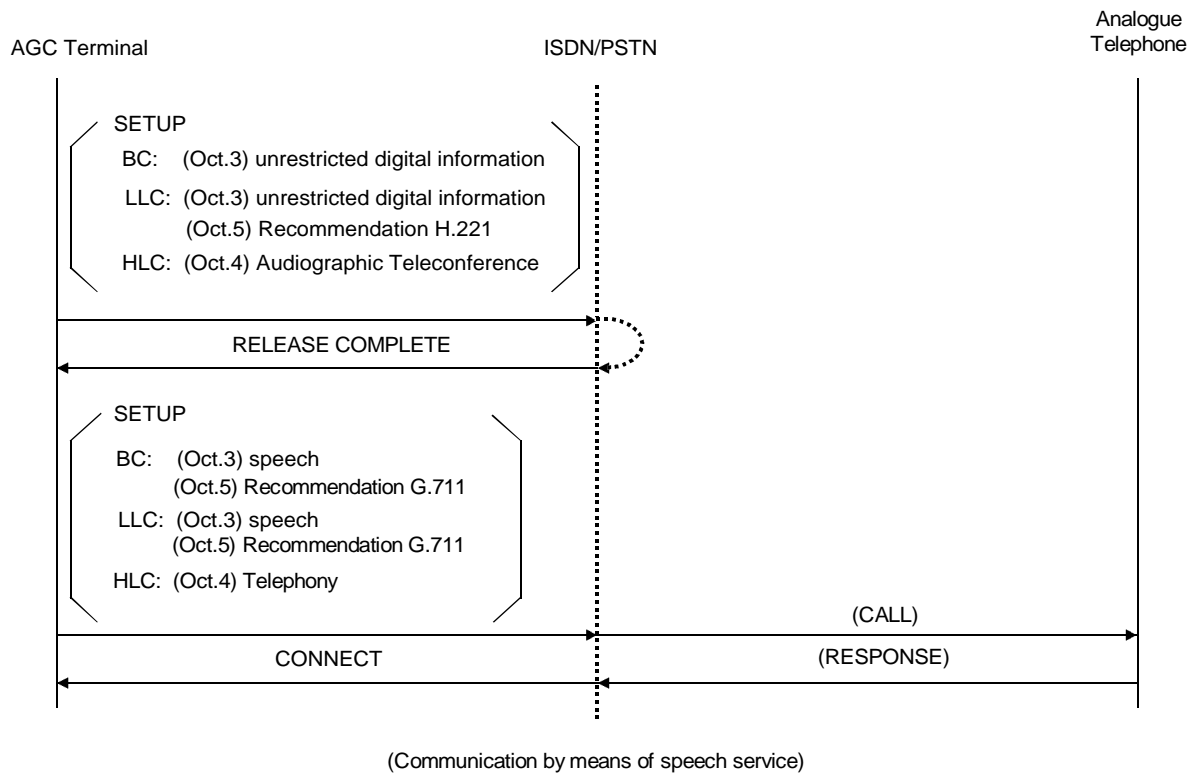 Analogue
Telephone
AGC Terminal
ISDN/PSTN
SETUP
BC: (Oct.3) unrestricted digital information
LLC: (Oct.3) unrestricted digital information
(Oct.5) Recommendation H.221
HLC: (Oct.4) Audiographic Teleconference
RELEASE COMPLETE
SETUP
BC: (Oct.3) speech
(Oct.5) Recommendation G.711
LLC: (Oct.3) speech
(Oct.5) Recommendation G.711
HLC: (Oct.4) Telephony
(CALL)
CONNECT
(RESPONSE)
(Communication by means of speech service)